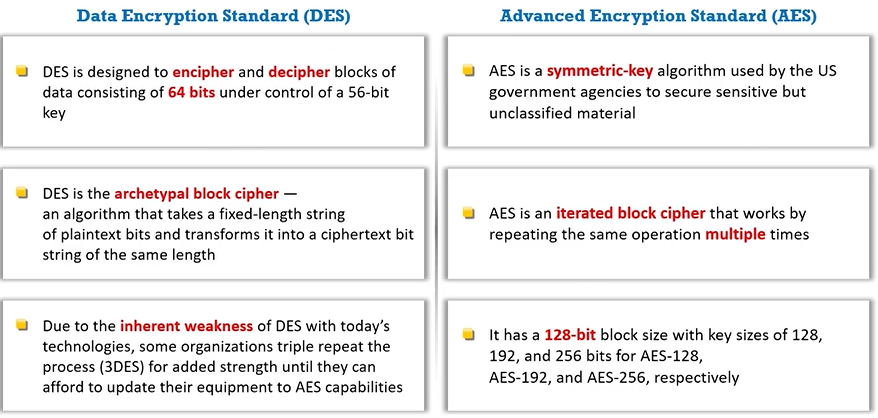 Data Encryption Standard (DES)
DES is designed to encipher and decipher blocks of
data consisting of 64 bits under control of a 56-bit
key
DES is the archetypal block cipher —
an algorithm that takes a fixed-length string
of plaintext bits and transforms it into a ciphertext bit
string of the same length
Due to the inherent weakness of DES with today’s
technologies, some organizations triple repeat the
process (3DES) for added strength until they can
afford to update their equipment to AES capabilities
Advanced Encryption Standard (AES)
AES is a symmetric-key algorithm used by the US
government agencies to secure sensitive but
unclassified material
AES is an iterated block cipher that works by
repeating the same operation multiple times
It has a 128-bit block size with key sizes of 128,
192, and 256 bits for AES-128,
AES-192, and AES-256, respectively